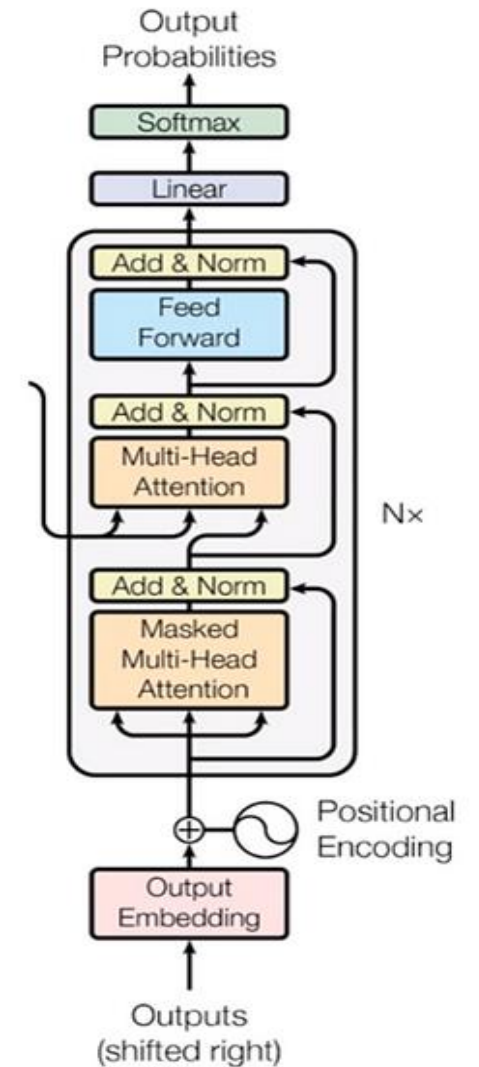 Output
Probabilities
Softmax
Linear
Add & Norm
Feed
Forward
Add & Norm
Multi-Head
Attention
N×
Add & Norm
Masked
Multi-Head
Attention
Positional
Encoding
Output
Embedding
Outputs
(shifted right)